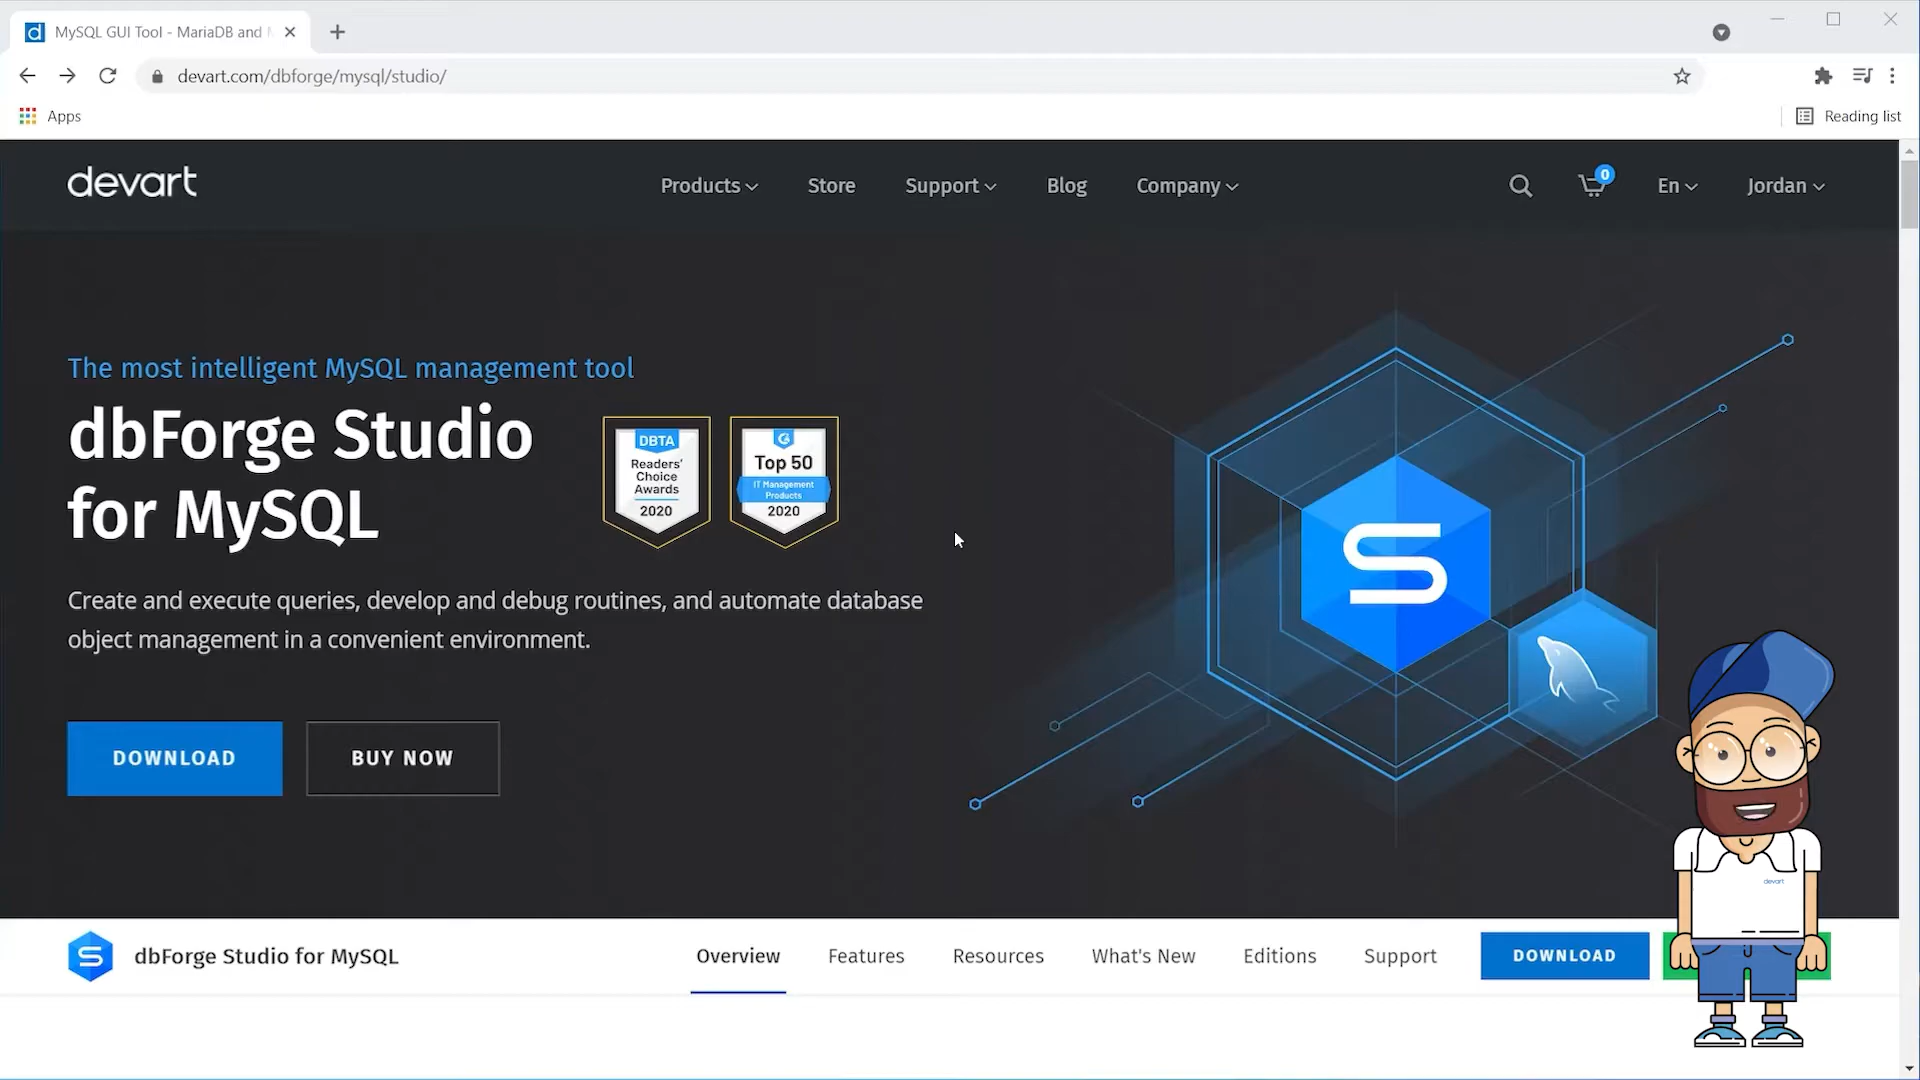 MySQL GUI Tool - MariaDB and
devart.com/dbforge/mysql/studio/
Apps
Reading list
devart
Products
Store
Support
Blog
Company
0
En
Jordan
The most intelligent MySQL management tool
dbForge Studio
for MySQL
DBTA
Readers'
Choice
Awards
2020
Top 50
IT Management
Products
2020
Create and execute queries, develop and debug routines, and automate database
object management in a convenient environment.
DOWNLOAD
BUY NOW
devart
dbForge Studio for MySQL
Overview
Features
Resources
What's New
Editions
Support
DOWNLOAD